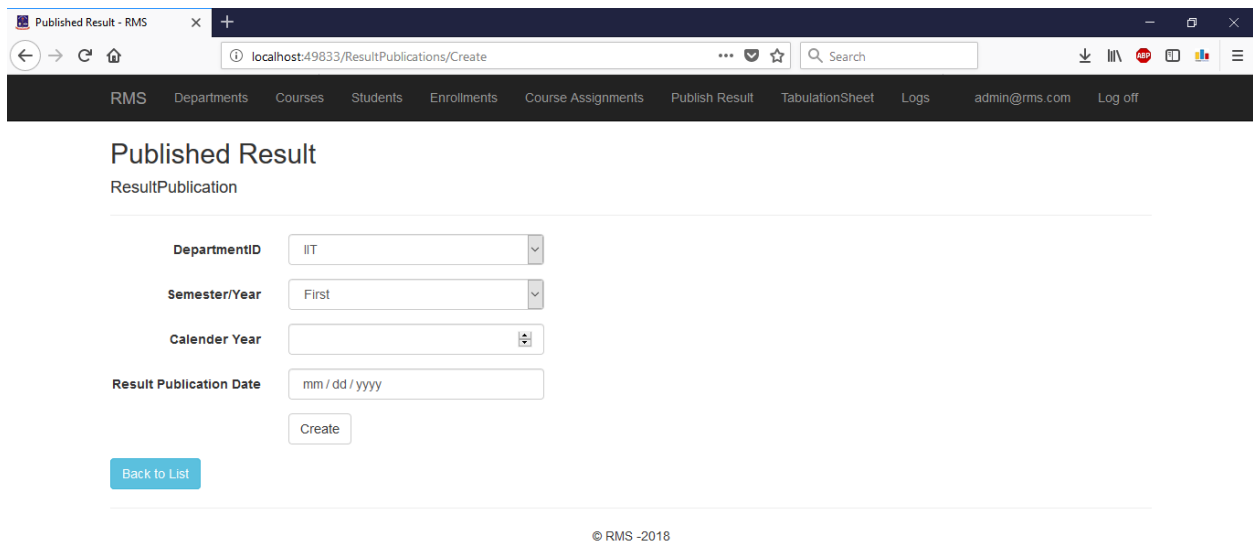 Published Result - RMS
localhost:49833/ResultPublications/Create Search ABP
RMS Departments Courses Students Enrollments Course Assignments Publish Result TabulationSheet Logs admin@rms.com Log off
Published Result
ResultPublication
DepartmentID IIT
Semester/Year First
Calender Year
Result Publication Date mm / dd / yyyy
Create
Back to List
© RMS -2018